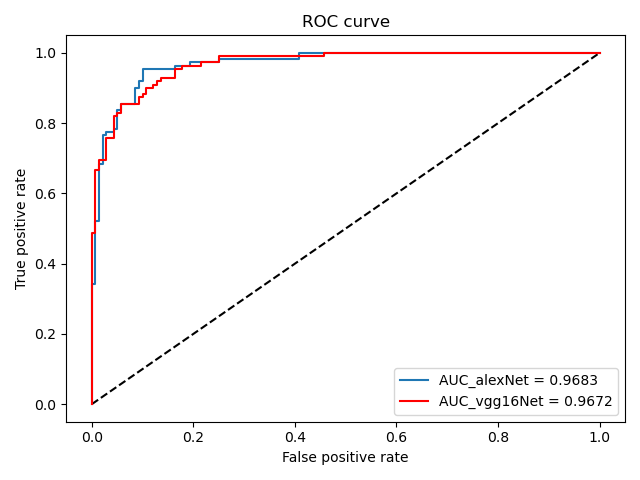 ROC curve
True positive rate
1.0
0.8
0.6
0.4
0.2
0.0
AUC_alexNet = 0.9683
AUC_vgg16Net = 0.9672
0.0 0.2 0.4 0.6 0.8 1.0
False positive rate